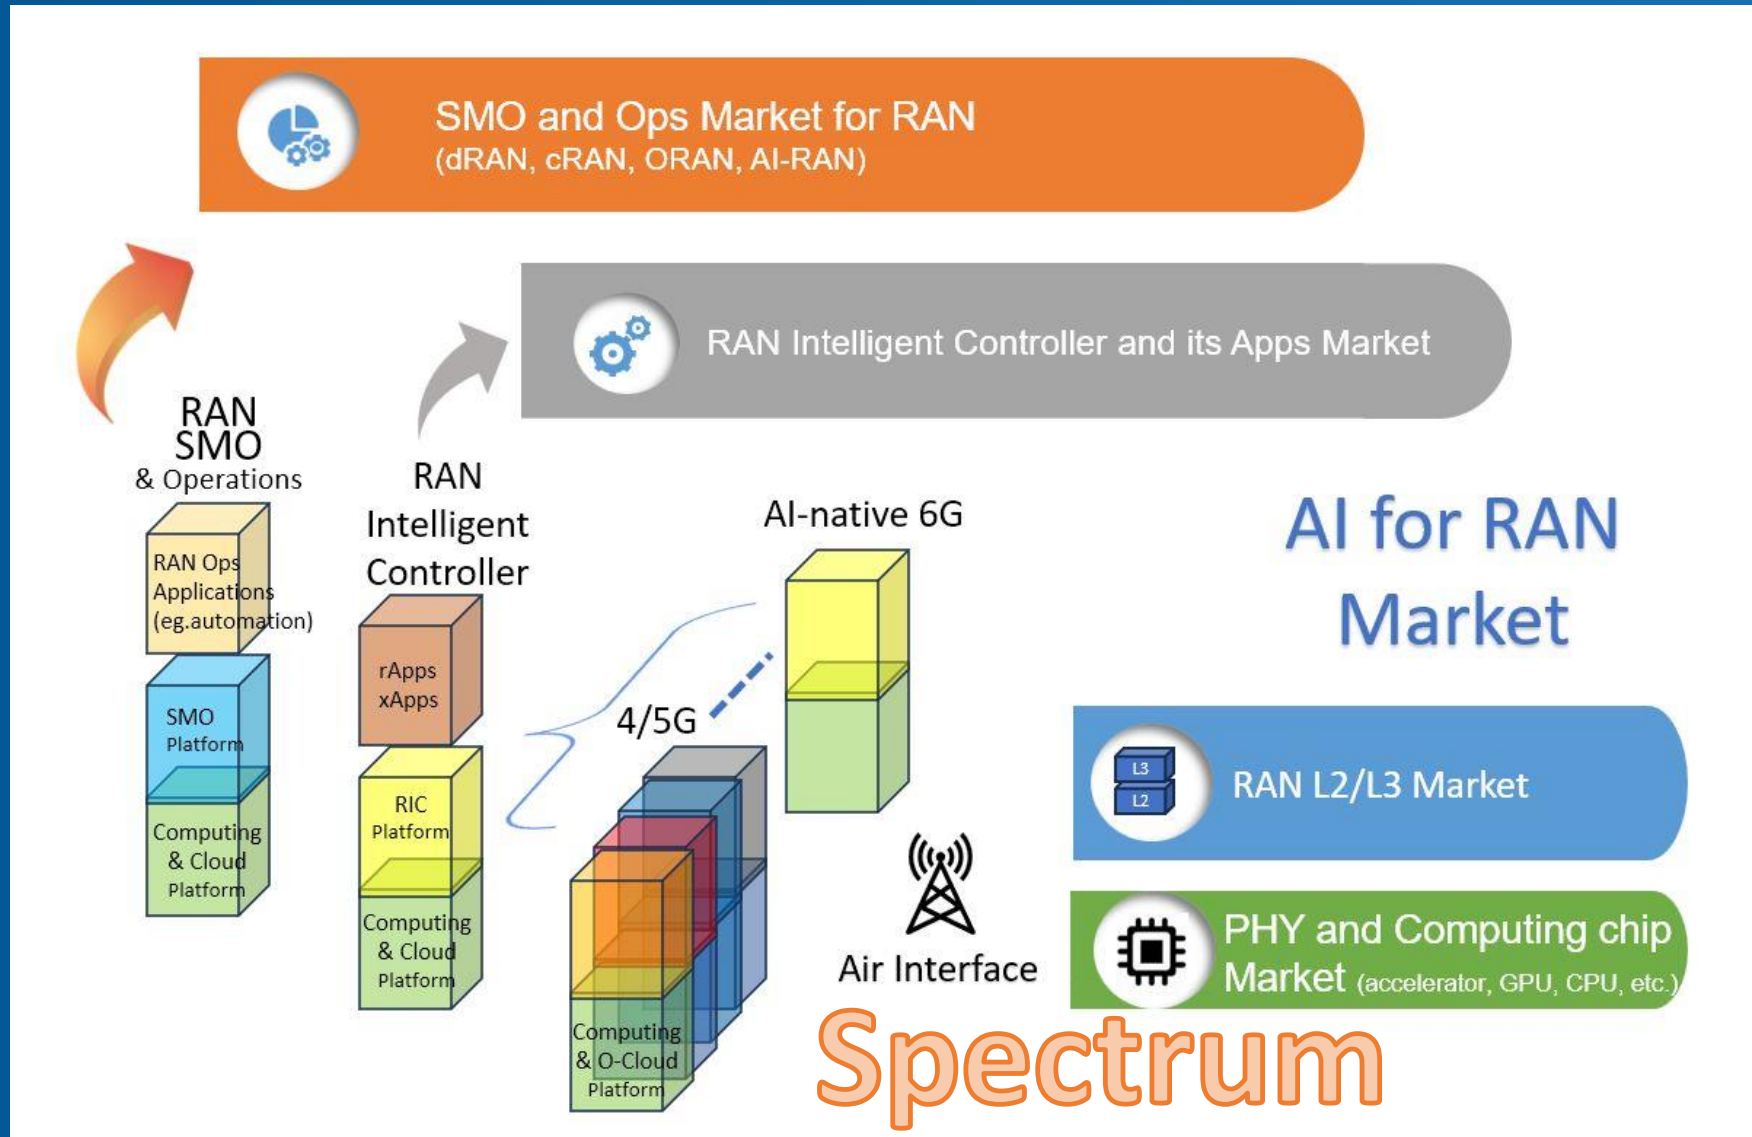 SMO and Ops Market for RAN
(dRAN, cRAN, ORAN, AI-RAN)
RAN Intelligent Controller and its Apps Market
RAN
SMO
& Operations
RAN Ops
Applications
(eg.automation)
SMO
Platform
Computing
& Cloud
Platform
RAN
Intelligent
Controller
rApps
xApps
RIC
Platform
Computing
& Cloud
Platform
AI-native 6G
4/5G
Computing
& O-Cloud
Platform
Air Interface
Spectrum
AI for RAN
Market
L3
L2
RAN L2/L3 Market
PHY and Computing chip
Market (accelerator, GPU, CPU, etc.)